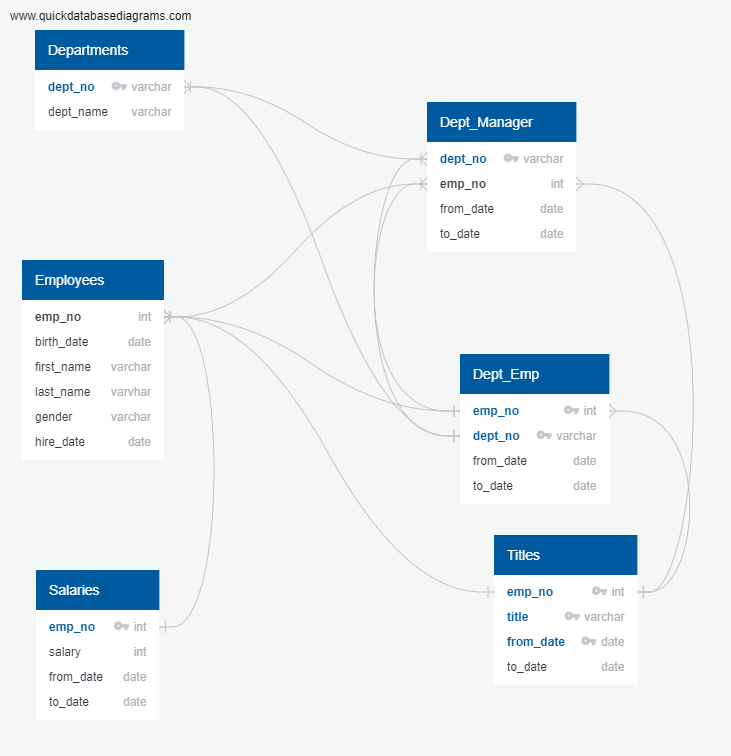 www.quickdatabasediagrams.com
Departments
dept_no varchar
dept_name varchar
Dept_Manager
dept_no varchar
emp_no int
from_date date
to_date date
Employees
emp_no int
birth_date date
first_name varchar
last_name varvhar
gender varchar
hire_date date
Dept_Emp
emp_no int
dept_no varchar
from_date date
to_date date
Titles
emp_no int
title varchar
from_date date
to_date date
Salaries
emp_no int
salary int
from_date date
to_date date